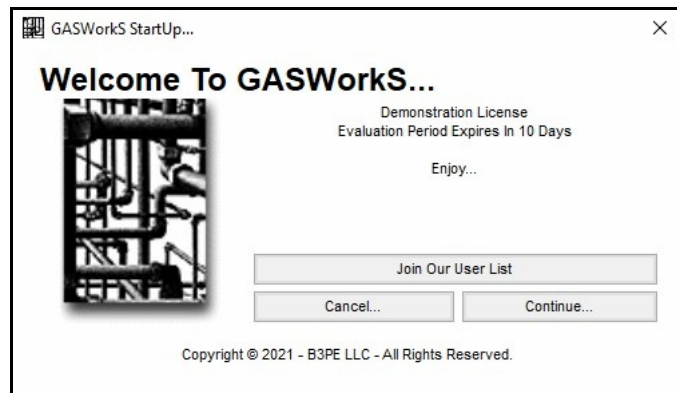 GASWorkS StartUp...
Welcome To GASWorkS...
Demonstration License
Evaluation Period Expires In 10 Days
Enjoy...
Join Our User List
Cancel...
Continue...
Copyright © 2021 - B3PE LLC - All Rights Reserved.